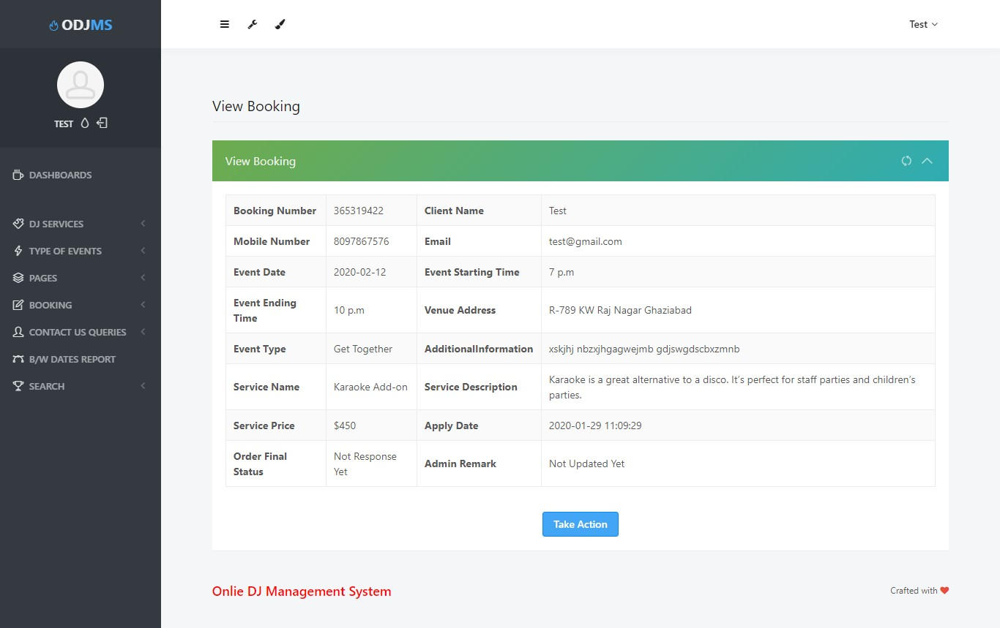 ODJMS
Test
TEST
DASHBOARDS
DJ SERVICES
TYPE OF EVENTS
PAGES
BOOKING
CONTACT US QUERIES
B/W DATES REPORT
SEARCH
View Booking
View Booking
Booking Number 365319422 Client Name Test
Mobile Number 8097867576 Email test@gmail.com
Event Date 2020-02-12 Event Starting Time 7 p.m
Event Ending
Time
10 p.m Venue Address R-789 KW Raj Nagar Ghaziabad
Event Type Get Together AdditionalInformation xskjhj nbzxjhgagwejmb gdjswgdscbxzmnb
Service Name Karaoke Add-on Service Description
Karaoke is a great alternative to a disco. It’s perfect for staff parties and children’s
parties.
Service Price $450 Apply Date 2020-01-29 11:09:29
Order Final
Status
Not Response
Yet
Admin Remark Not Updated Yet
Take Action
Onlie DJ Management System
Crafted with